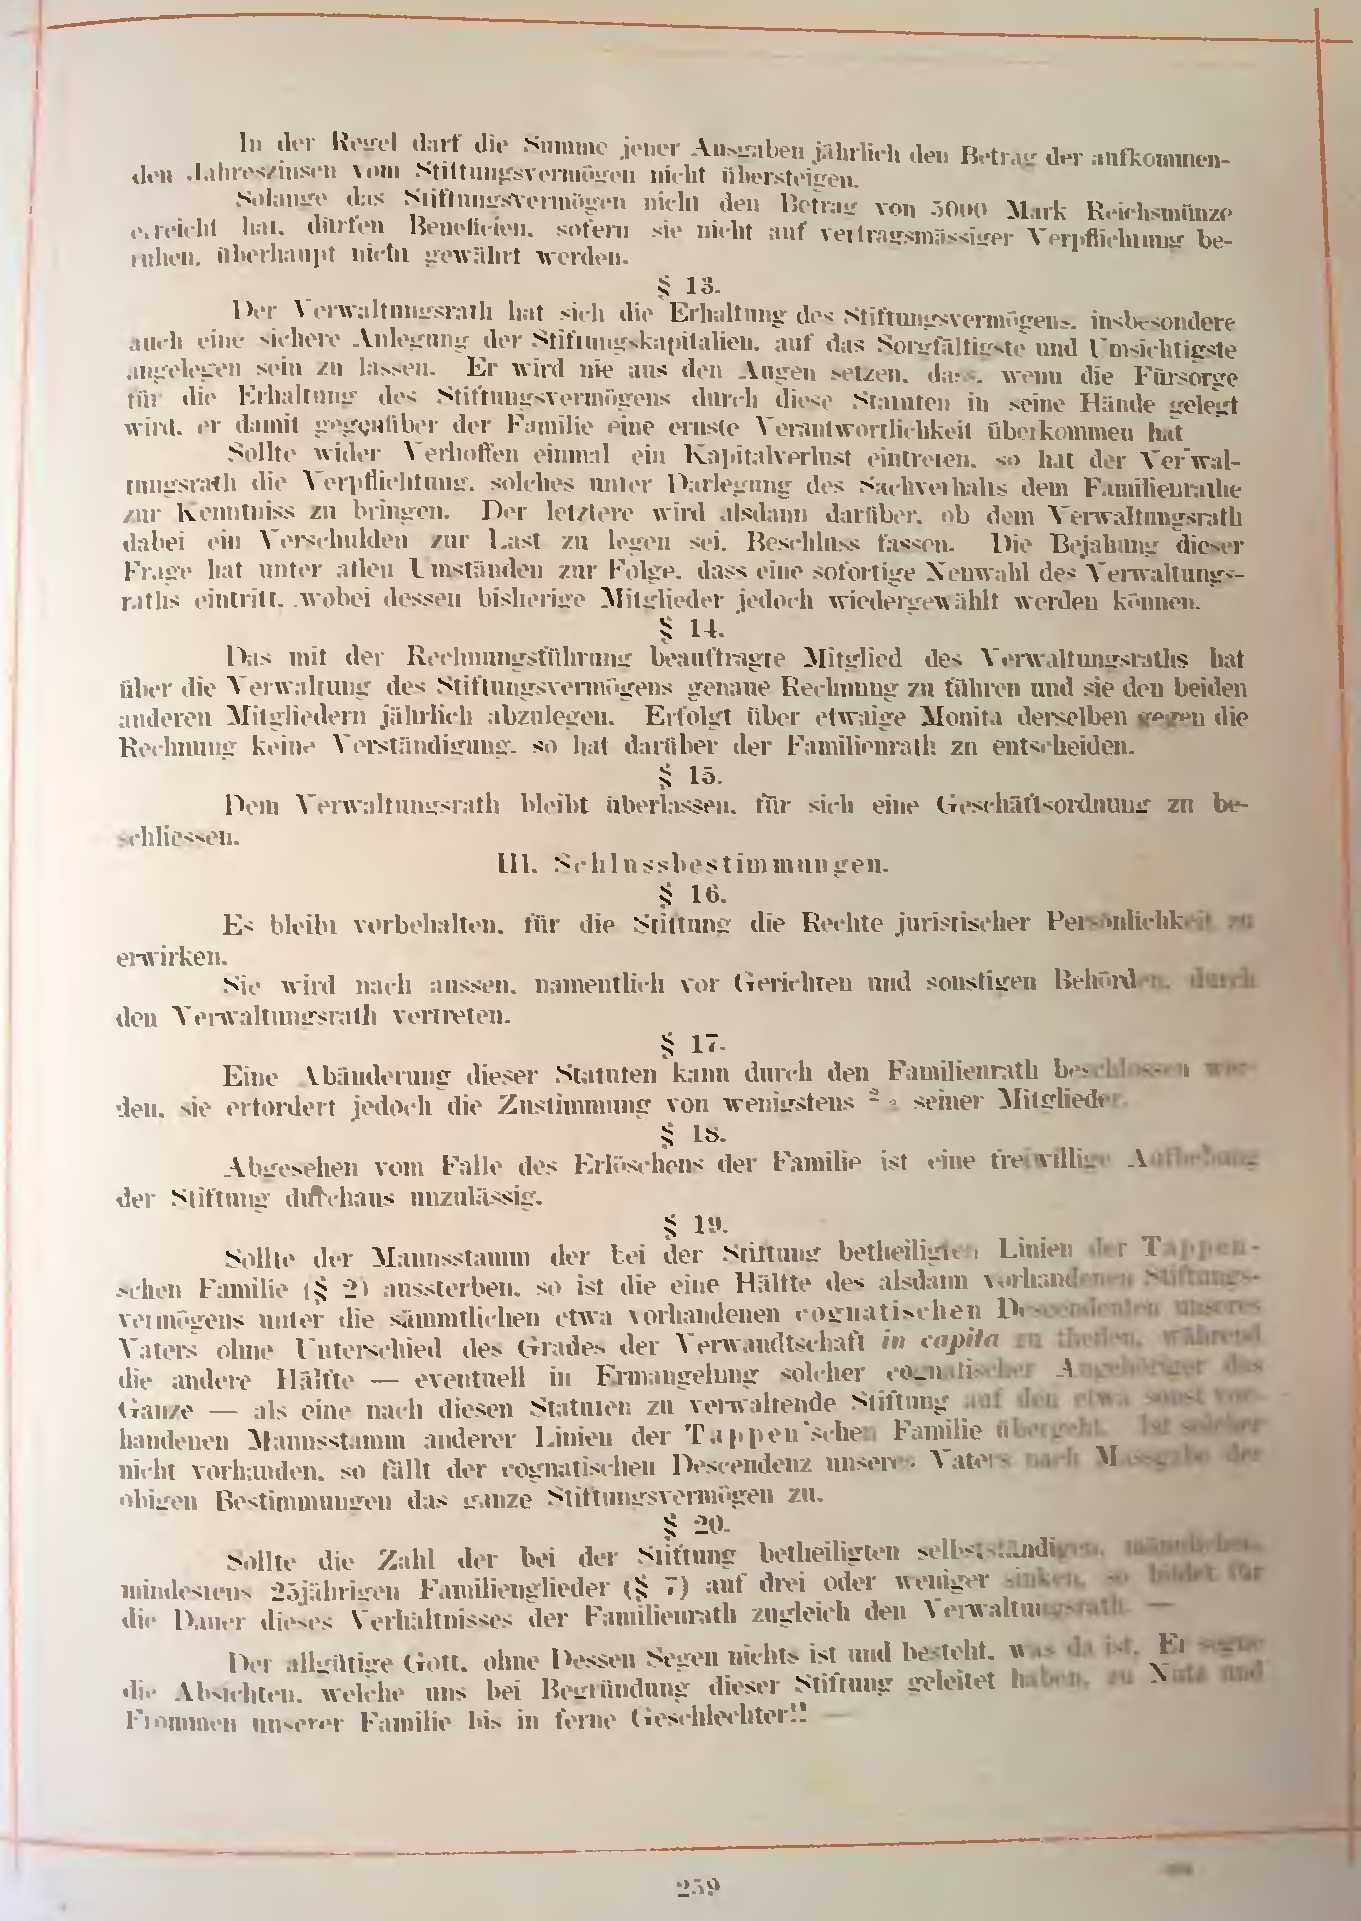 In der Regel darf die Summe jener Ausgaben jährlich den Betrag der aufkommen-
den Jahreszinsen vom Stiftungsvermögen nicht übersteigen.
Solange das Stiftungsvermögen nicht den Betrag von 5000 Mark Reichsmünze
erreicht hat, dürfen Beneficien, sofern sie nicht auf vertragsmässiger Verpflichtung be-
ruhen, überhaupt nicht gewährt werden.
§ 13.
Der Verwaltungsrath hat sich die Erhaltung des Stiftungsvermögens, insbesondere
auch eine sichere Anlegung der Stiftungskapitalien, auf das Sorgfältigste und Umsichtigste
angelegen sein zu lassen. Er wird nie aus den Augen setzen, dass, wenn die Fürsorge
für die Erhaltung des Stiftungsvermögens durch diese Statuten in seine Hände gelegt
wird, er damit gegenüber der Familie eine ernste Verantwortlichkeit überkommen hat
Sollte wider Verhoffen einmal ein Kapitalverlust eintreten, so hat der Verwal-
tungsrath die Verpflichtung, solches unter Darlegung des Sachverhalts dem Familienrathe
zur Kenntniss zu bringen. Der letztere wird alsdann darüber, ob dem Verwaltungsrath
dabei ein Verschulden zur Last zu legen sei, Beschluss fassen. Die Bejahung dieser
Frage hat unter allen Umständen zur Folge, dass eine sofortige Neuwahl des Verwaltungs-
raths eintritt, wobei dessen bisherige Mitglieder jedoch wiedergewählt werden können.
§ 14.
Das mit der Rechnungsführung beauftragte Mitglied des Verwaltungsraths hat
über die Verwaltung des Stiftungsvermögens genaue Rechnung zu führen und sie den beiden
anderen Mitgliedern jährlich abzulegen. Erfolgt über etwaige Monita derselben gegen die
Rechnung keine Verständigung, so hat darüber der Familienrath zu entscheiden.
§ 15.
Dem Verwaltungsrath bleibt überlassen, für sich eine Geschäftsordnung zu be-
schliessen.
III. Schlussbestimmungen.
§ 16.
Es bleibt vorbehalten, für die Stiftung die Rechte juristischer Persönlichkeit zu
erwirken.
Sie wird nach aussen, namentlich vor Gerichten und sonstigen Behörden, durch
den Verwaltungsrath vertreten.
§ 17.
Eine Abänderung dieser Statuten kann durch den Familienrath beschlossen wer-
den, sie erfordert jedoch die Zustimmung von wenigstens seiner Mitglieder.
§ 18.
Abgesehen vom Falle des Erlöschens der Familie ist eine freiwillige Aufhebung
der Stiftung durchaus unzulässig.
§ 19.
Sollte der Mannsstamm der bei der Stiftung betheiligten Linien der Tappen-
schen Familie (§ 2) aussterben, so ist die eine Hälfte des alsdann vorhandenen Stiftungs-
vermögens unter die sämmtlichen etwa vorhandenen cognatischen Descendenten unseres
Vaters ohne Unterschied des Grades der Verwandtschaft in capita zu theilen, während
die andere Hälfte — eventuell in Ermangelung solcher cognatischer Angehöriger das
Ganze — als eine nach diesen Statuten zu verwaltende Stiftung auf den etwa sonst vor-
handenen Mannsstamm anderer Linien der Tappen'schen Familie übergeht. Ist solcher
nicht vorhanden, so fällt der cognatischen Descendenz unseres Vaters nach Massgabe der
obigen Bestimmungen das ganze Stiftungsvermögen zu.
§ 20.
Sollte die Zahl der bei der Stiftung betheiligten selbstständigen, männlichen,
mindestens 25jährigen Familienglieder (§ 7) auf drei oder weniger sinken, so bildet für
die Dauer dieses Verhältnisses der Familienrath zugleich den Verwaltungsrath —
Der allgütige Gott, ohne Dessen Segen nichts ist und besteht, was da ist, Er segne
die Absichten, welche uns bei Begründung dieser Stiftung geleitet haben, zu Nutz und
Frommen unserer Familie bis in ferne Geschlechter!! —
259